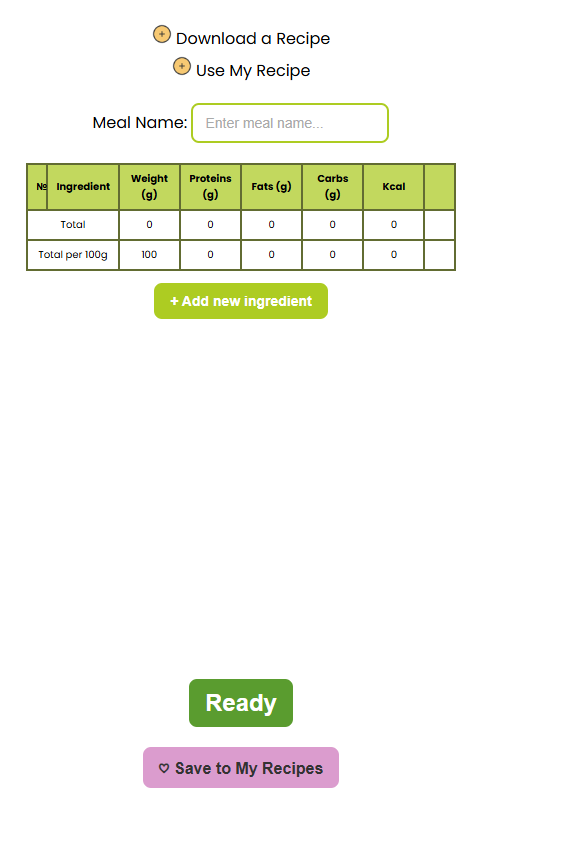 Download a Recipe
Use My Recipe
Meal Name: Enter meal name...
№ Ingredient Weight (g) Proteins (g) Fats (g) Carbs (g) Kcal
Total 0 0 0 0 0
Total per 100g 100 0 0 0 0
+ Add new ingredient
Ready
♡ Save to My Recipes